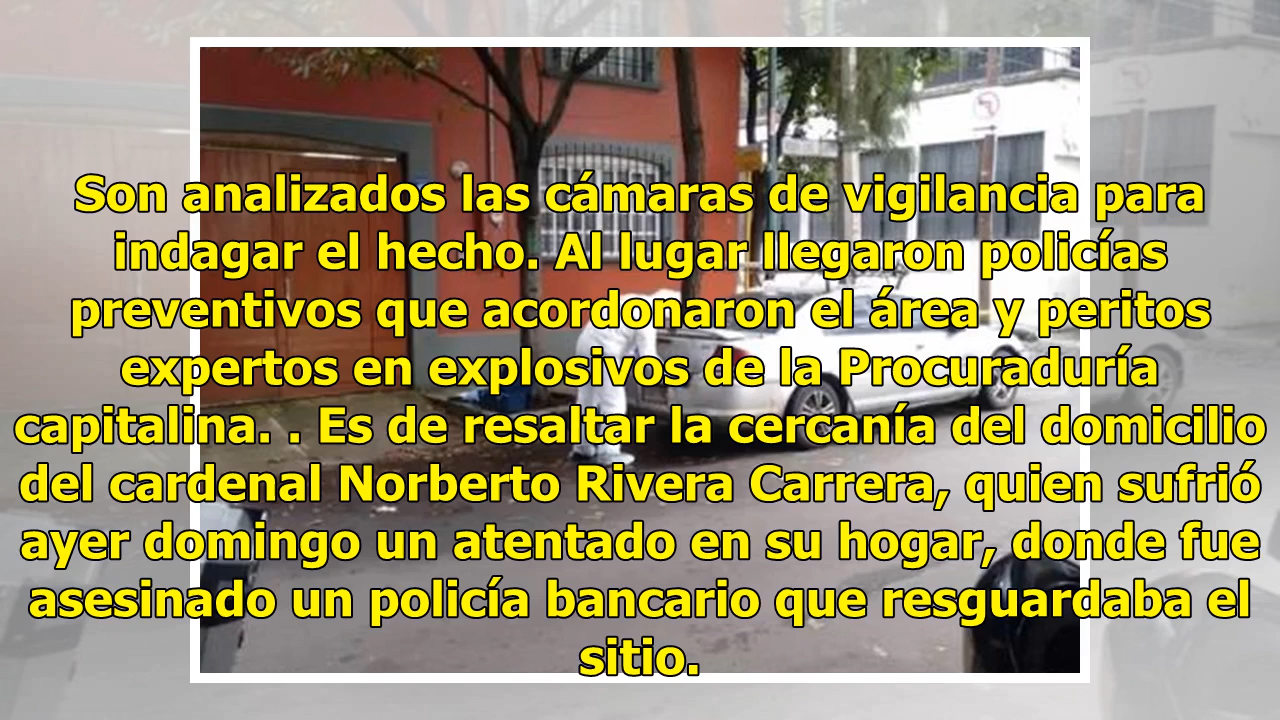 Son analizados las cámaras de vigilancia para
indagar el hecho. Al lugar llegaron policías
preventivos que acordonaron el área y peritos
expertos en explosivos de la Procuraduría
capitalina. . Es de resaltar la cercanía del domicilio
del cardenal Norberto Rivera Carrera, quien sufrió
ayer domingo un atentado en su hogar, donde fue
asesinado un policía bancario que resguardaba el
sitio.